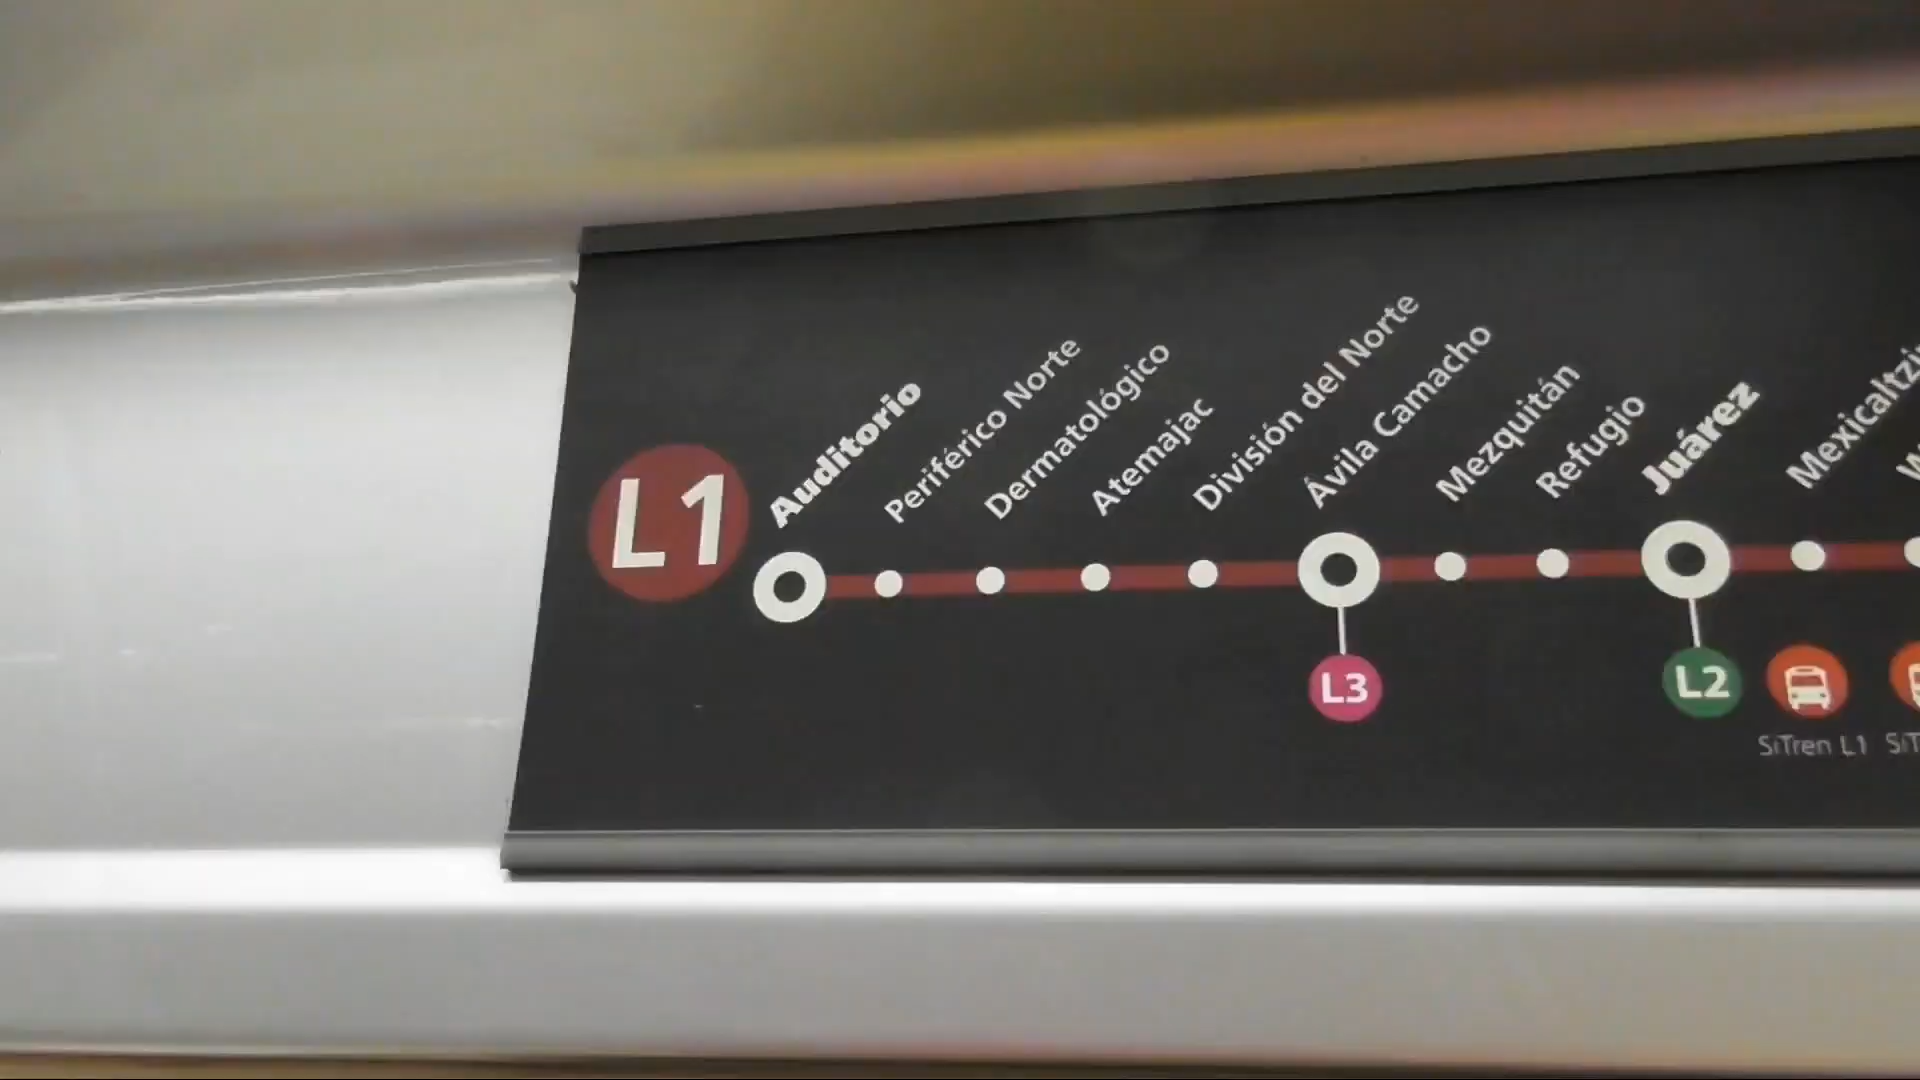 L1
Auditorio
Periférico Norte
Dermatológico
Atemajac
División del Norte
Ávila Camacho
Mezquitán
Refugio
Juárez
L3
L2
SiTren L1